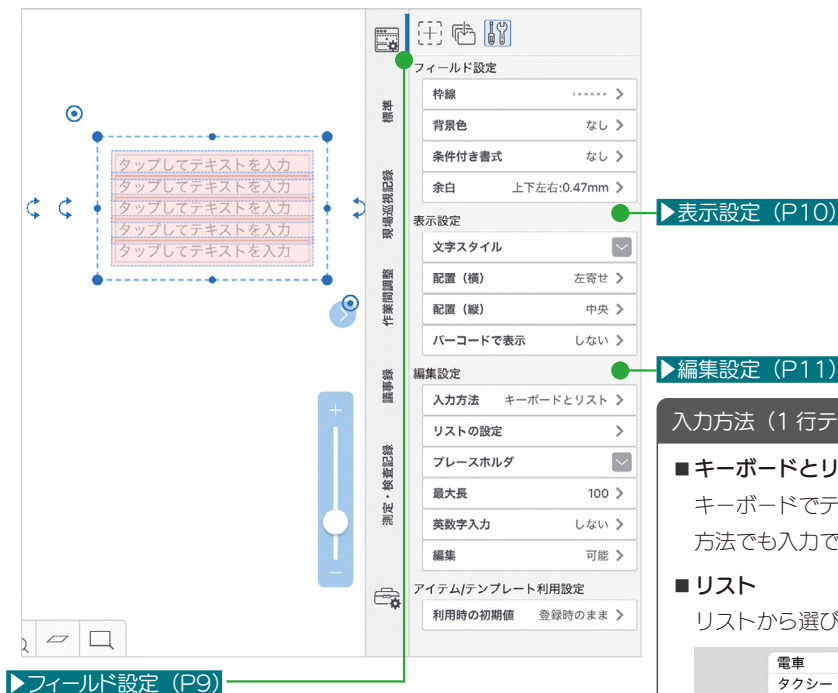 フィールド設定
枠線 ‥‥‥ >
背景色 なし >
条件付き書式 なし >
余白 上下左右:0.47mm >
表示設定
文字スタイル
配置（横） 左寄せ >
配置（縦） 中央 >
バーコードで表示 しない >
編集設定
入力方法 キーボードとリスト >
リストの設定 >
プレースホルダ
最大長 100 >
英数字入力 しない >
編集 可能 >
アイテム/テンプレート利用設定
利用時の初期値 登録時のまま >
標準
現場巡視記録
作業間調整
議事録
測定・検査記録
タップしてテキストを入力
タップしてテキストを入力
タップしてテキストを入力
タップしてテキストを入力
タップしてテキストを入力
+
−
▶フィールド設定（P9）
▶表示設定（P10）
▶編集設定（P11）
入力方法（1 行テ
■キーボードとリ
キーボードでテ
方法でも入力で
■リスト
リストから選び
電車
タクシー